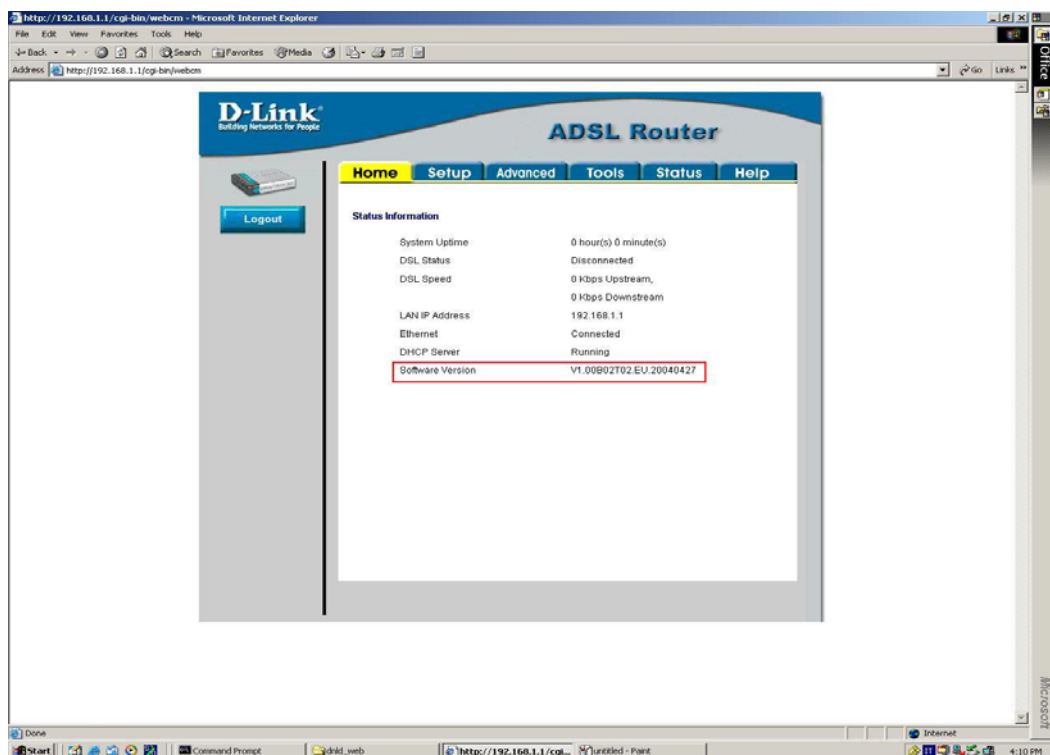 http://192.168.1.1/cgi-bin/webcm - Microsoft Internet Explorer
File Edit View Favorites Tools Help
Back Search Favorites Media
Address http://192.168.1.1/cgi-bin/webcm Go Links »
Office
D-Link
Building Networks for People
ADSL Router
Home Setup Advanced Tools Status Help
Logout
Status Information
System Uptime 0 hour(s) 0 minute(s)
DSL Status Disconnected
DSL Speed 0 Kbps Upstream,
0 Kbps Downstream
LAN IP Address 192.168.1.1
Ethernet Connected
DHCP Server Running
Software Version V1.00B02T02.EU.20040427
Microsoft
Done Internet
Start Command Prompt dnld_web http://192.168.1.1/cgi... untitled - Paint 4:10 PM